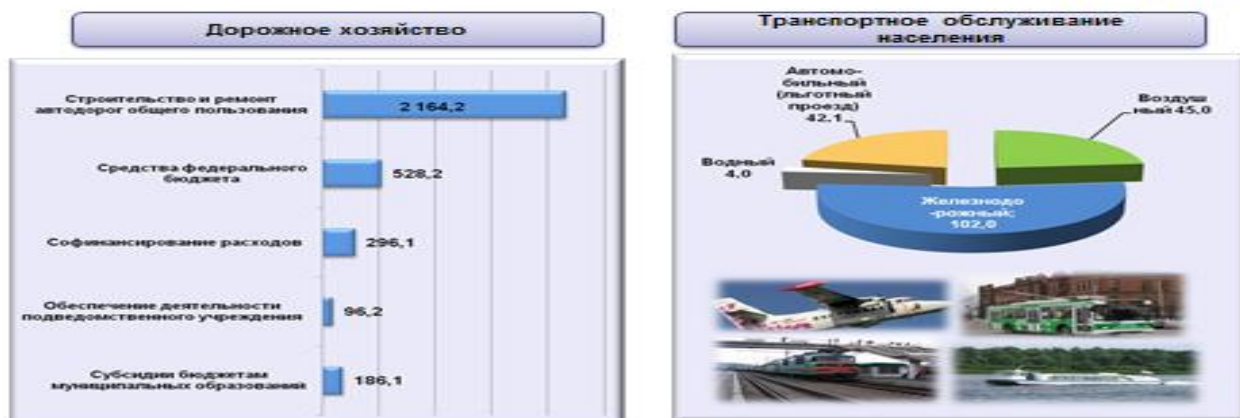 Дорожное хозяйство
Строительство и ремонт
автодорог общего пользования
2 164,2
Средства федерального
бюджета
528,2
Софинансирование расходов
296,1
Обеспечение деятельности
подведомственного учреждения
96,2
Субсидии бюджетам
муниципальных образований
186,1
Транспортное обслуживание
населения
Автомо-
бильный
(льготный
проезд)
42,1
Воздуш
ный 45,0
Водный
4,0
Железнодо
-рожный;
102,0